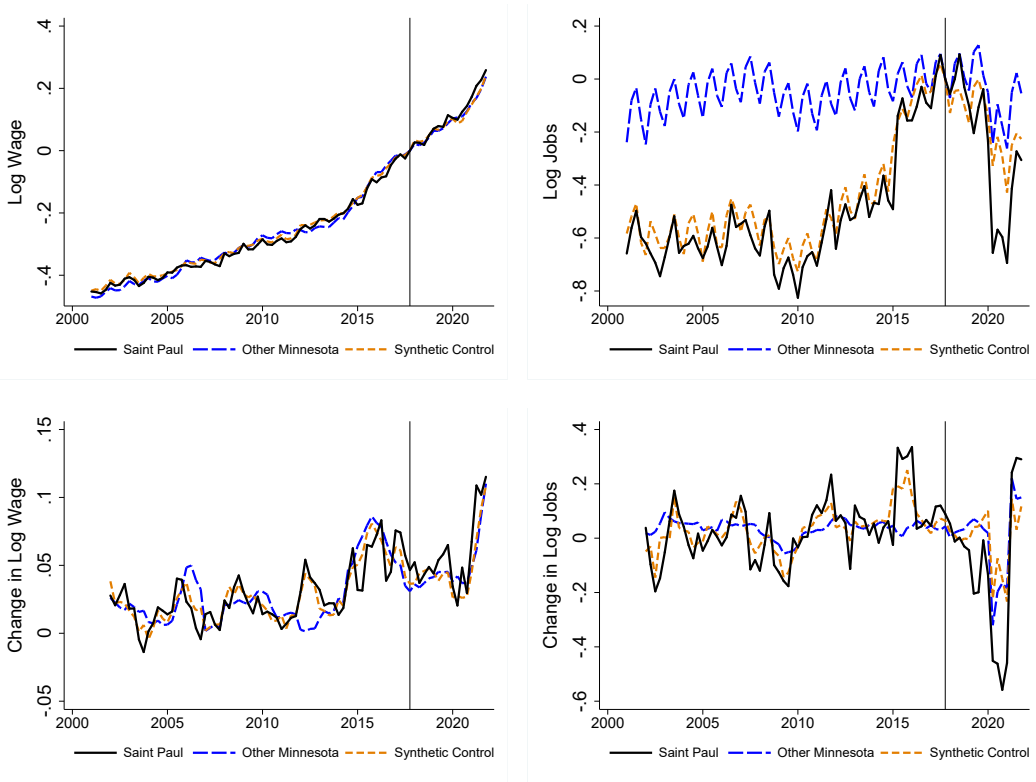 Log Wage
.4
.2
0
-.2
-.4
2000 2005 2010 2015 2020
Saint Paul Other Minnesota Synthetic Control
Log Jobs
.2
0
-.2
-.4
-.6
-.8
2000 2005 2010 2015 2020
Saint Paul Other Minnesota Synthetic Control
Change in Log Wage
.15
.1
.05
0
-.05
2000 2005 2010 2015 2020
Saint Paul Other Minnesota Synthetic Control
Change in Log Jobs
.4
.2
0
-.2
-.4
-.6
2000 2005 2010 2015 2020
Saint Paul Other Minnesota Synthetic Control